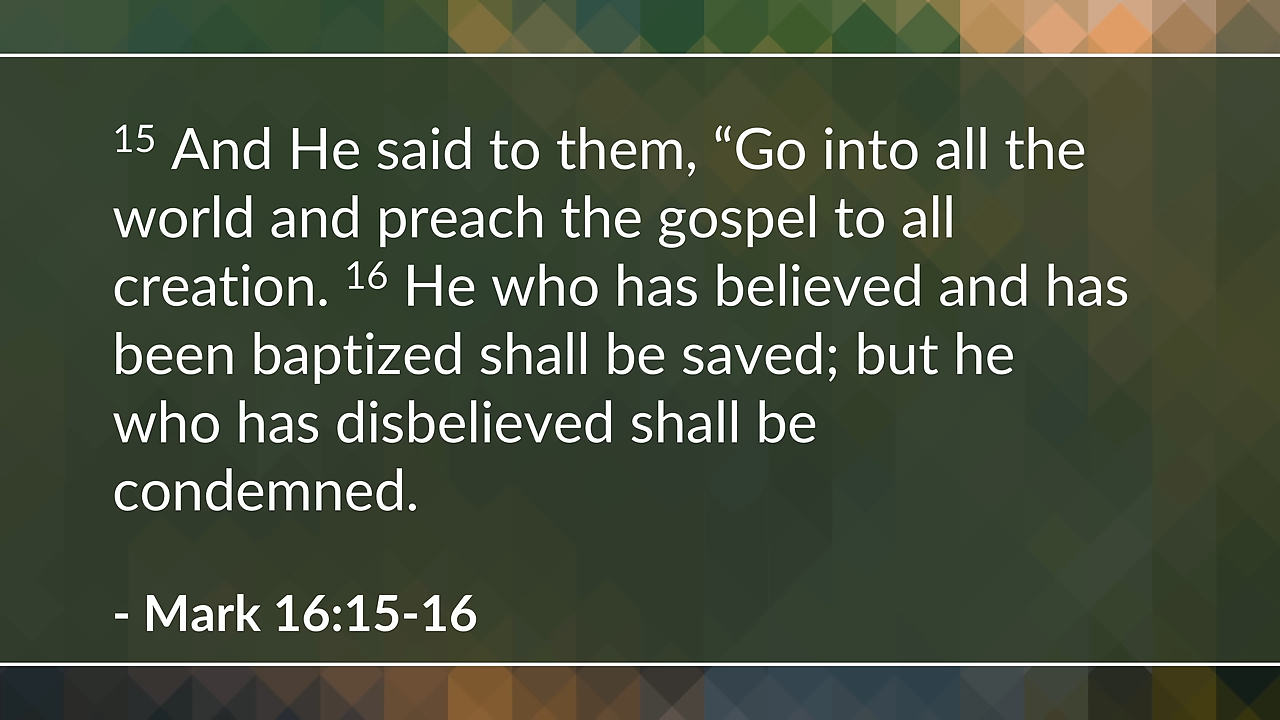 15 And He said to them, “Go into all the
world and preach the gospel to all
creation. 16 He who has believed and has
been baptized shall be saved; but he
who has disbelieved shall be
condemned.
- Mark 16:15-16